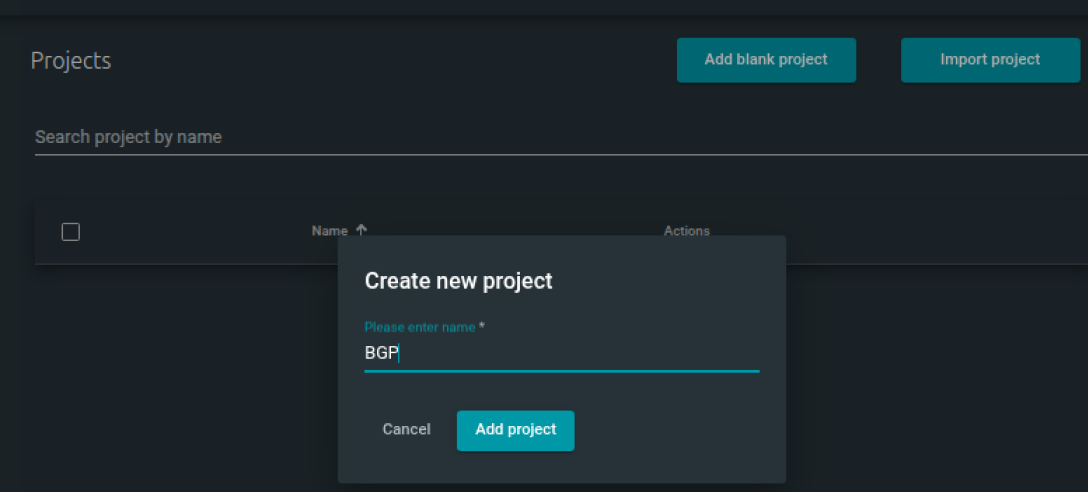 Projects
Add blank project
Import project
Search project by name
Name
Actions
Create new project
Please enter name *
BGP
Cancel
Add project